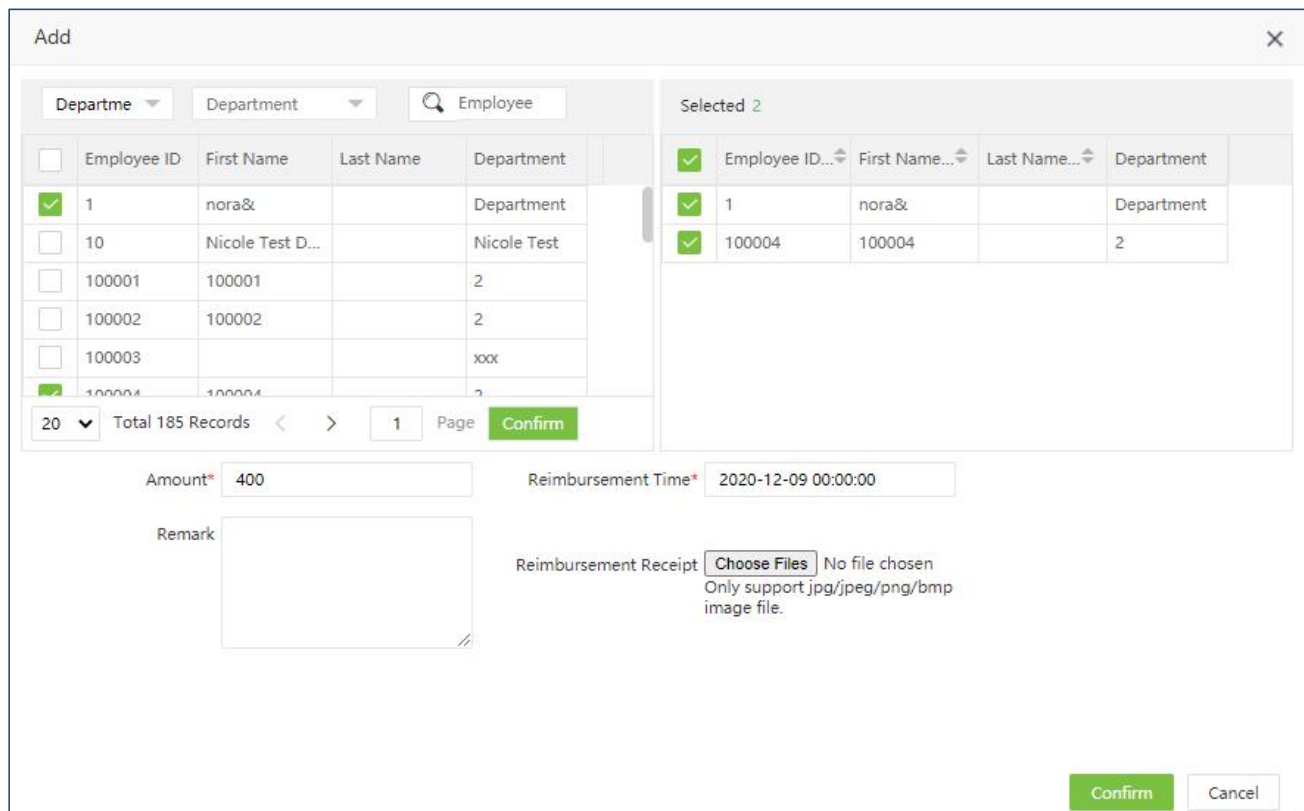 Add
Departme Department Employee
Employee ID First Name Last Name Department
1 nora& Department
10 Nicole Test D... Nicole Test
100001 100001 2
100002 100002 2
100003 xxx
100004 100004 2
20 Total 185 Records < > 1 Page Confirm
Selected 2
Employee ID... First Name... Last Name... Department
1 nora& Department
100004 100004 2
Amount* 400 Reimbursement Time* 2020-12-09 00:00:00
Remark
Reimbursement Receipt Choose Files No file chosen
Only support jpg/jpeg/png/bmp
image file.
Confirm Cancel